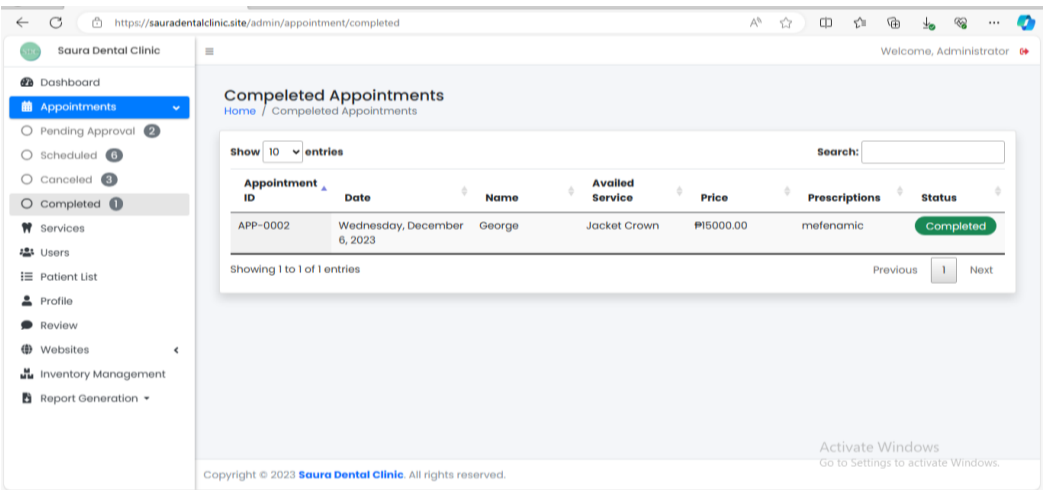 https://sauradentalclinic.site/admin/appointment/completed
Saura Dental Clinic
Welcome, Administrator
Dashboard
Appointments
Pending Approval 2
Scheduled 6
Canceled 3
Completed 1
Services
Users
Patient List
Profile
Review
Websites
Inventory Management
Report Generation
Compeleted Appointments
Home / Compeleted Appointments
Show 10 entries
Search:
Appointment ID Date Name Availed Service Price Prescriptions Status
APP-0002 Wednesday, December 6, 2023 George Jacket Crown ₱15000.00 mefenamic Completed
Showing 1 to 1 of 1 entries
Previous 1 Next
Activate Windows
Go to Settings to activate Windows.
Copyright © 2023 Saura Dental Clinic. All rights reserved.